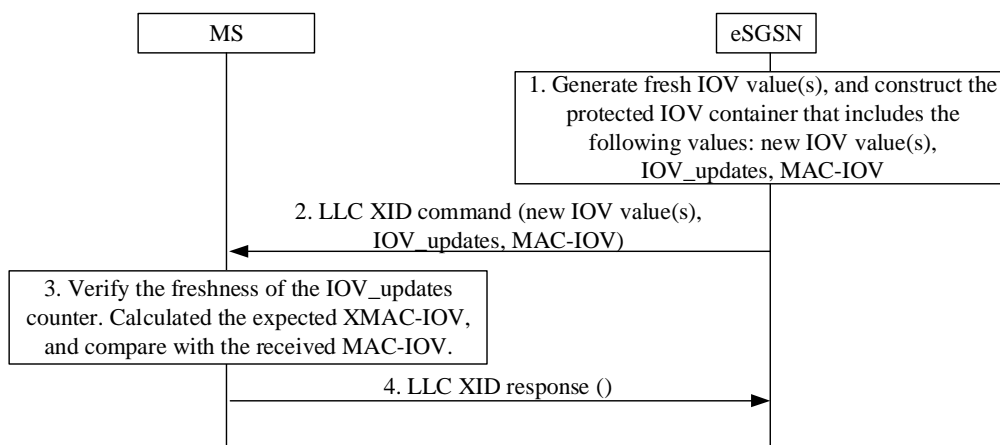 MS
eSGSN
1. Generate fresh IOV value(s), and construct the
protected IOV container that includes the
following values: new IOV value(s),
IOV_updates, MAC-IOV
2. LLC XID command (new IOV value(s),
IOV_updates, MAC-IOV)
3. Verify the freshness of the IOV_updates
counter. Calculated the expected XMAC-IOV,
and compare with the received MAC-IOV.
4. LLC XID response ()